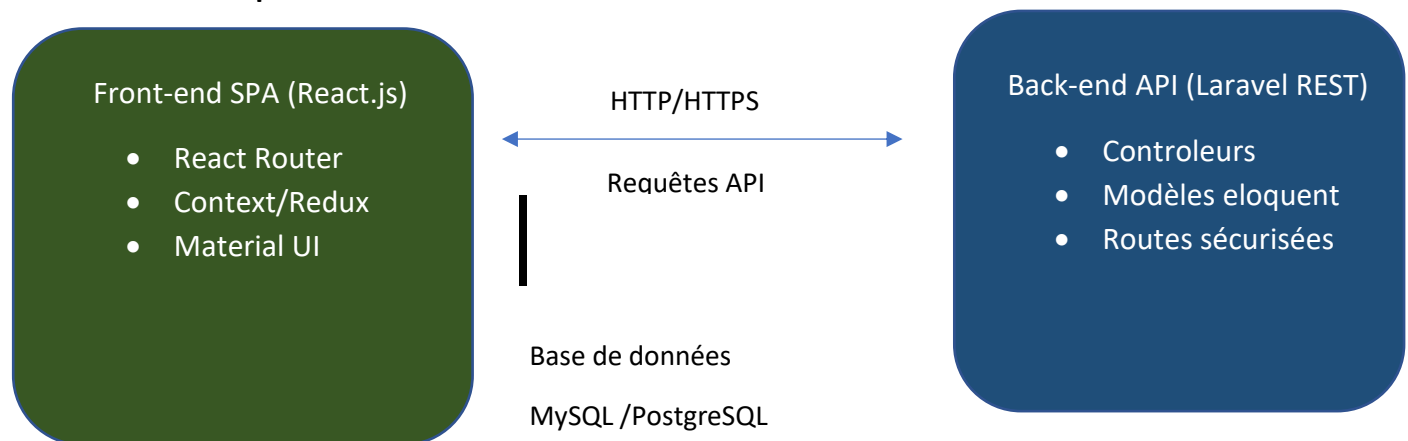 Front-end SPA (React.js)
• React Router
• Context/Redux
• Material UI
HTTP/HTTPS
Requêtes API
Base de données
MySQL /PostgreSQL
Back-end API (Laravel REST)
• Controleurs
• Modèles eloquent
• Routes sécurisées